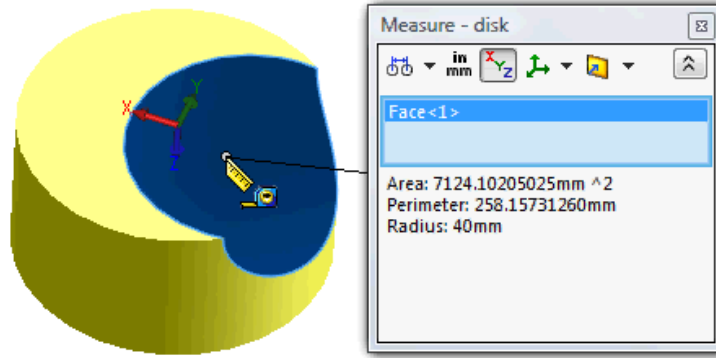 Measure - disk
in
mm
X
Y
Z
Face<1>
Area: 7124.10205025mm ^2
Perimeter: 258.15731260mm
Radius: 40mm
X
Y
Z